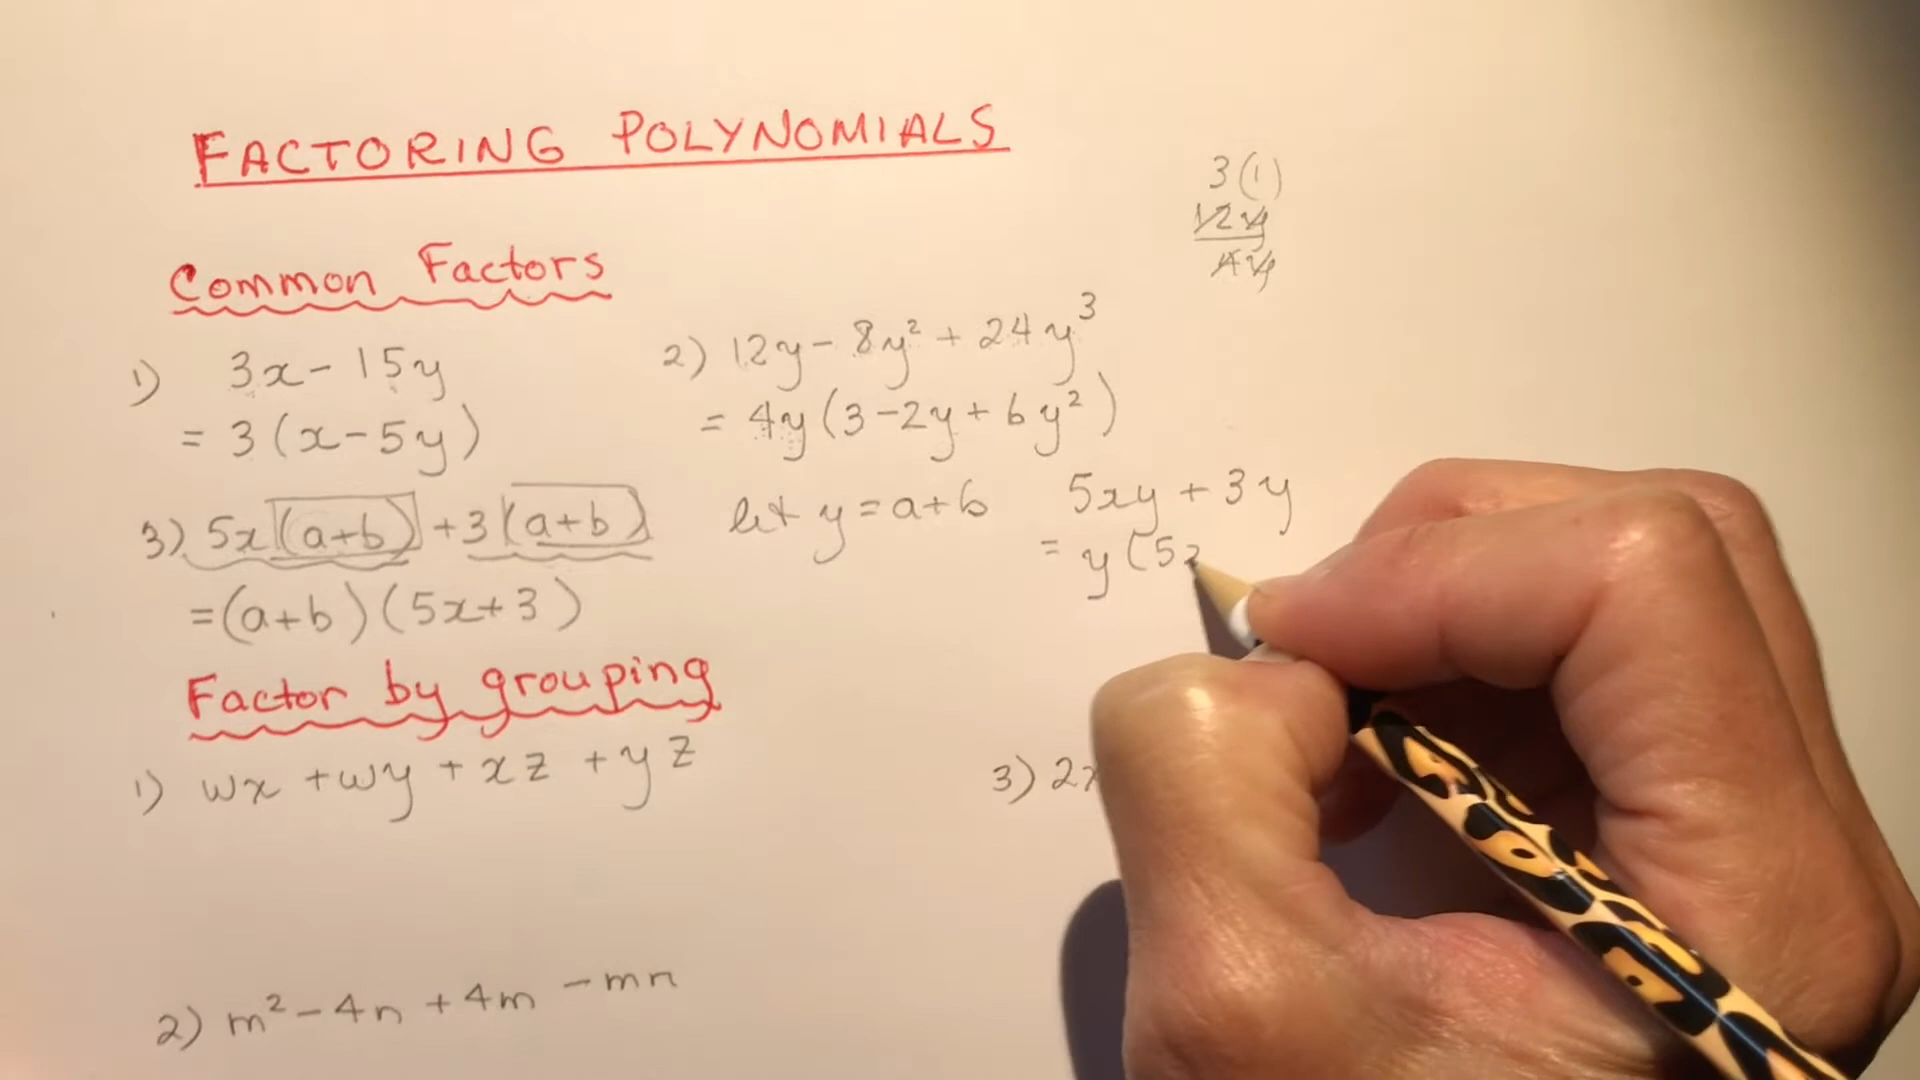 FACTORING POLYNOMIALS
3(1)
12y
4y
Common Factors
1) 3x - 15y
= 3(x - 5y)
2) 12y - 8y² + 24y³
= 4y(3 - 2y + 6y²)
3) 5x(a+b) + 3(a+b)
= (a+b)(5x+3)
let y = a+b
5xy + 3y
= y(5x
Factor by grouping
1) wx + wy + xz + yz
2) m² - 4n + 4m - mn
3) 2x